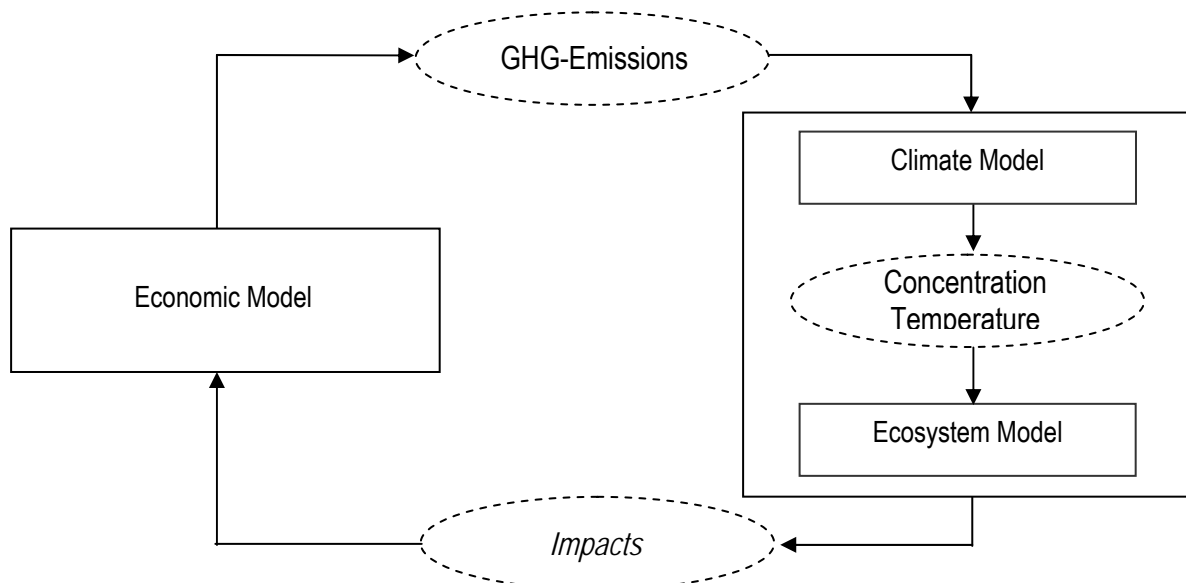 GHG-Emissions
Climate Model
Economic Model
Concentration
Temperature
Ecosystem Model
Impacts